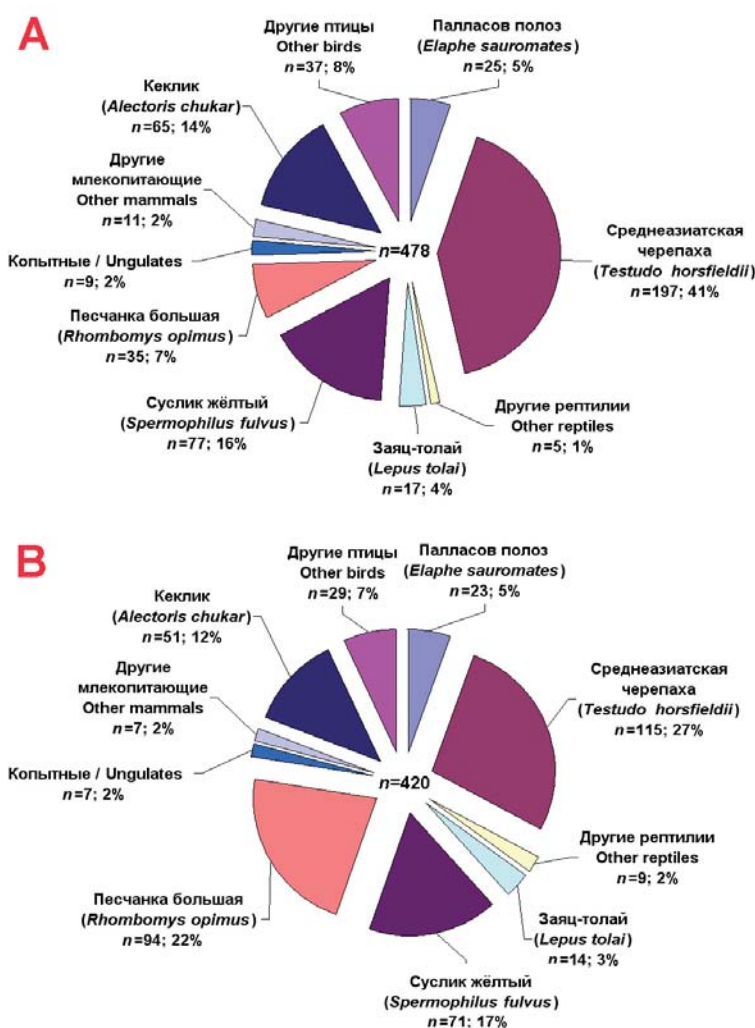 A
Другие птицы
Other birds
n=37; 8%
Палласов полоз
(Elaphe sauromates)
n=25; 5%
Кеклик
(Alectoris chukar)
n=65; 14%
Другие
млекопитающие
Other mammals
n=11; 2%
Копытные / Ungulates
n=9; 2%
Песчанка большая
(Rhombomys opimus)
n=35; 7%
Суслик жёлтый
(Spermophilus fulvus)
n=77; 16%
Заяц-толай
(Lepus tolai)
n=17; 4%
Другие рептилии
Other reptiles
n=5; 1%
Среднеазиатская
черепаха
(Testudo horsfieldii)
n=197; 41%
n=478
B
Другие птицы
Other birds
n=29; 7%
Палласов полоз
(Elaphe sauromates)
n=23; 5%
Кеклик
(Alectoris chukar)
n=51; 12%
Другие
млекопитающие
Other mammals
n=7; 2%
Копытные / Ungulates
n=7; 2%
Песчанка большая
(Rhombomys opimus)
n=94; 22%
Суслик жёлтый
(Spermophilus fulvus)
n=71; 17%
Заяц-толай
(Lepus tolai)
n=14; 3%
Другие рептилии
Other reptiles
n=9; 2%
Среднеазиатская
черепаха
(Testudo horsfieldii)
n=115; 27%
n=420